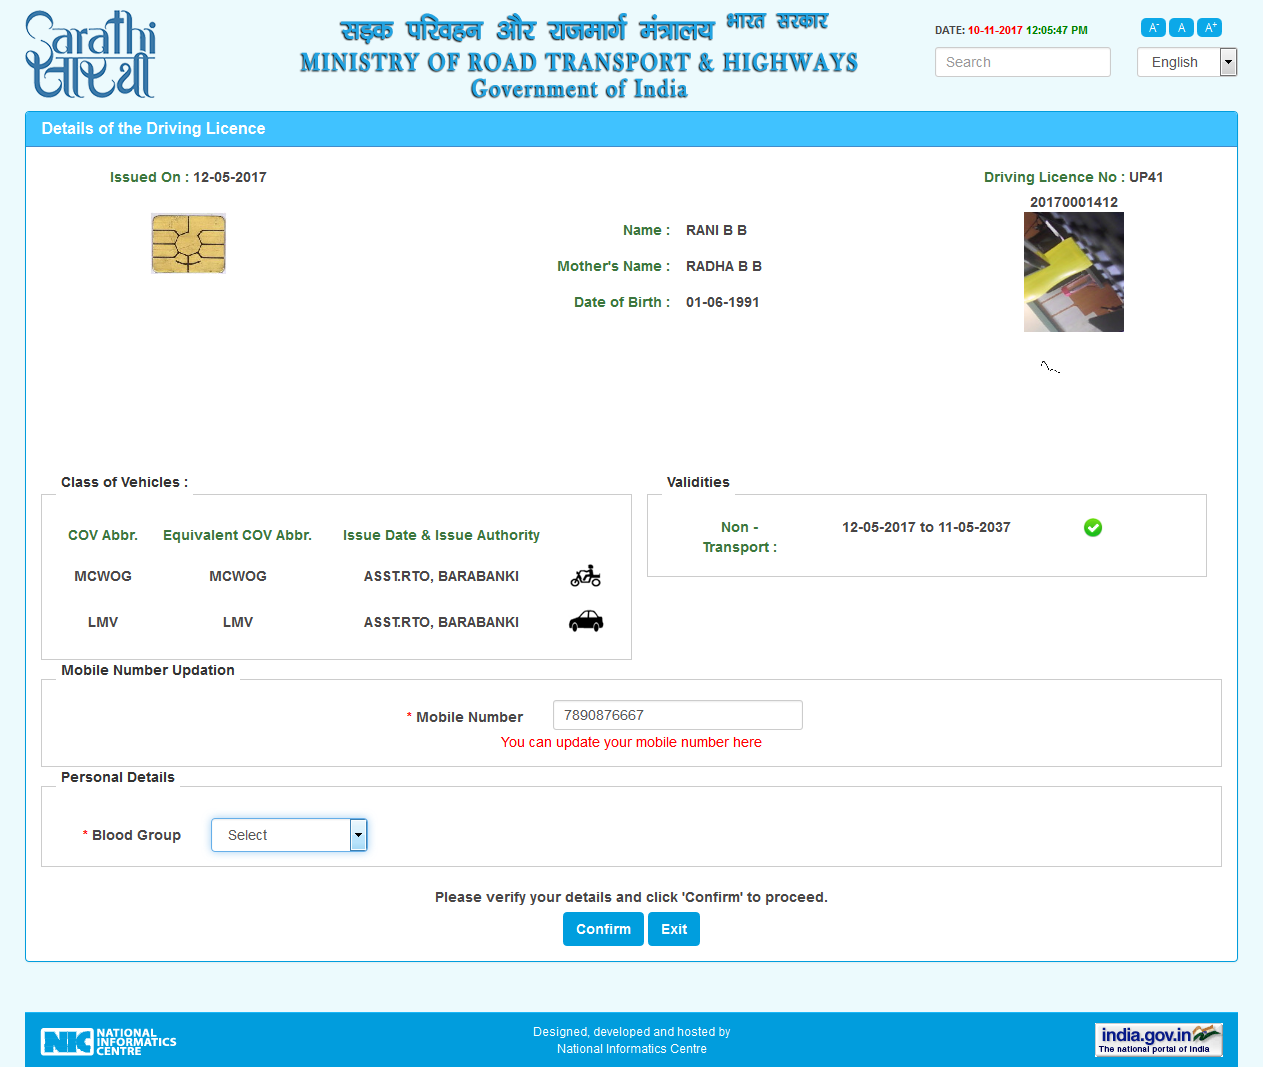 Sarathi
सारथी
सड़क परिवहन और राजमार्ग मंत्रालय भारत सरकार
MINISTRY OF ROAD TRANSPORT & HIGHWAYS
Government of India
DATE: 10-11-2017 12:05:47 PM
A- A A+
Search
English
Details of the Driving Licence
Issued On : 12-05-2017
Driving Licence No : UP41
20170001412
Name : RANI B B
Mother's Name : RADHA B B
Date of Birth : 01-06-1991
Class of Vehicles :
COV Abbr. Equivalent COV Abbr. Issue Date & Issue Authority
MCWOG MCWOG ASST.RTO, BARABANKI
LMV LMV ASST.RTO, BARABANKI
Validities
Non -
Transport :
12-05-2017 to 11-05-2037
Mobile Number Updation
* Mobile Number 7890876667
You can update your mobile number here
Personal Details
* Blood Group Select
Please verify your details and click 'Confirm' to proceed.
Confirm Exit
NIC NATIONAL
INFORMATICS
CENTRE
Designed, developed and hosted by
National Informatics Centre
india.gov.in
The national portal of India